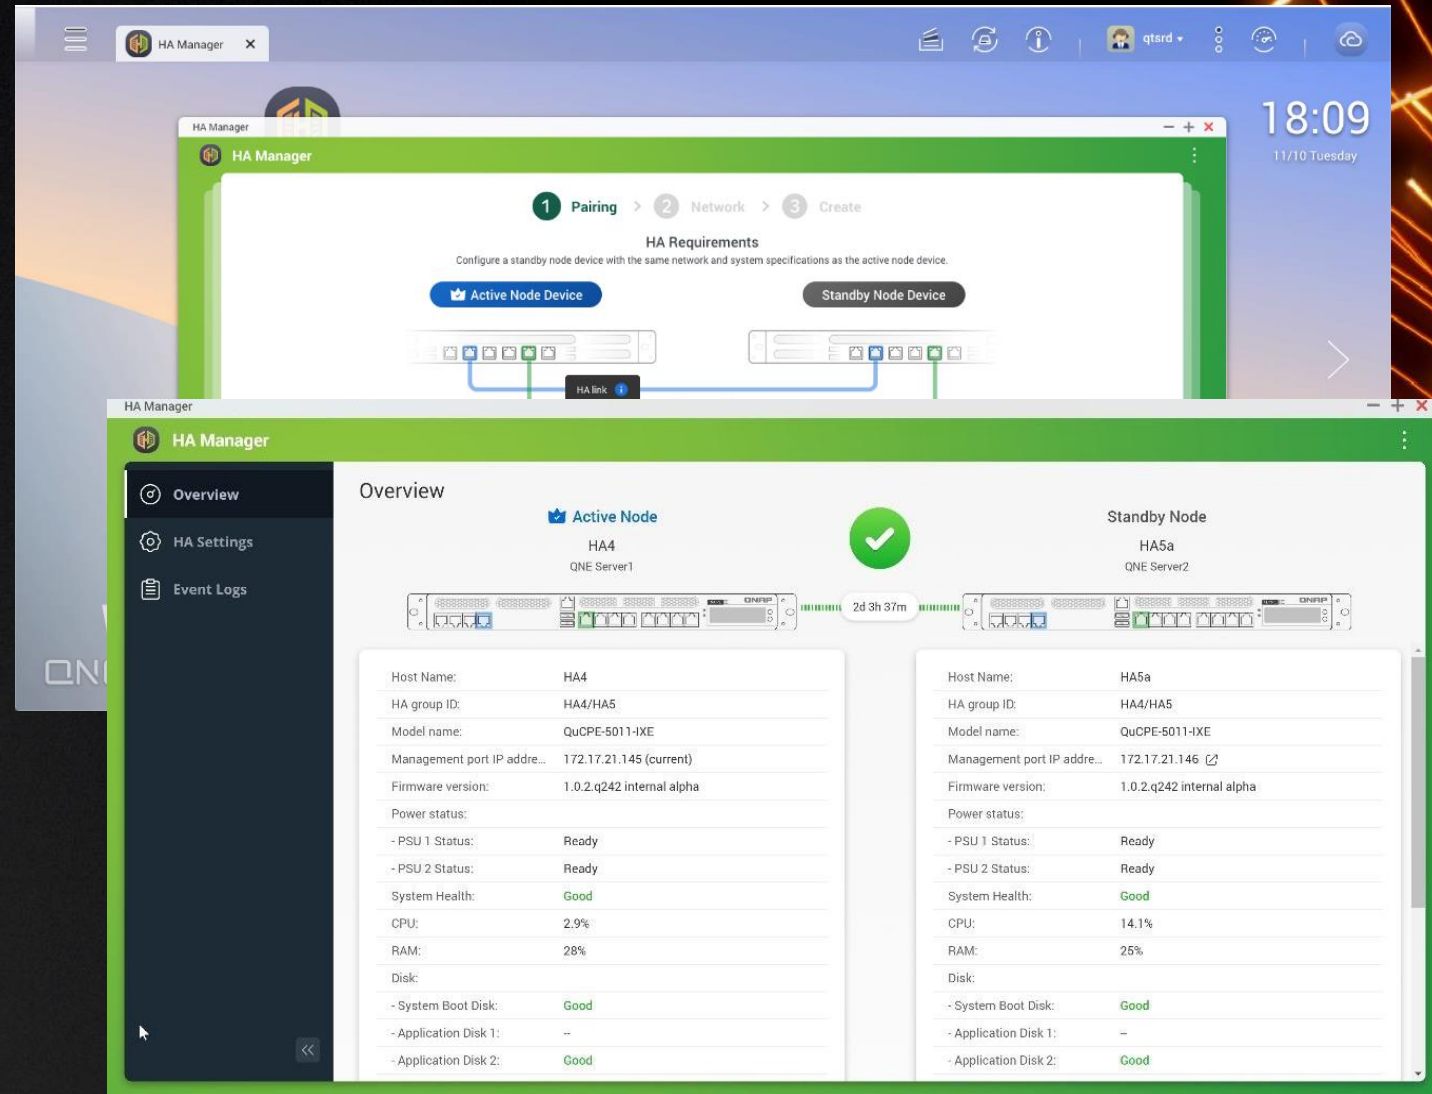 HA Manager
qtsrd
18:09
11/10 Tuesday
HA Manager
HA Manager
1 Pairing > 2 Network > 3 Create
HA Requirements
Configure a standby node device with the same network and system specifications as the active node device.
Active Node Device
Standby Node Device
HA link
HA Manager
HA Manager
Overview
HA Settings
Event Logs
Overview
Active Node
HA4
QNE Server1
Standby Node
HA5a
QNE Server2
QNAP
2d 3h 37m
QNAP
Host Name: HA4
HA group ID: HA4/HA5
Model name: QuCPE-5011-IXE
Management port IP addre... 172.17.21.145 (current)
Firmware version: 1.0.2.q242 internal alpha
Power status:
- PSU 1 Status: Ready
- PSU 2 Status: Ready
System Health: Good
CPU: 2.9%
RAM: 28%
Disk:
- System Boot Disk: Good
- Application Disk 1: --
- Application Disk 2: Good
Host Name: HA5a
HA group ID: HA4/HA5
Model name: QuCPE-5011-IXE
Management port IP addre... 172.17.21.146
Firmware version: 1.0.2.q242 internal alpha
Power status:
- PSU 1 Status: Ready
- PSU 2 Status: Ready
System Health: Good
CPU: 14.1%
RAM: 25%
Disk:
- System Boot Disk: Good
- Application Disk 1: --
- Application Disk 2: Good